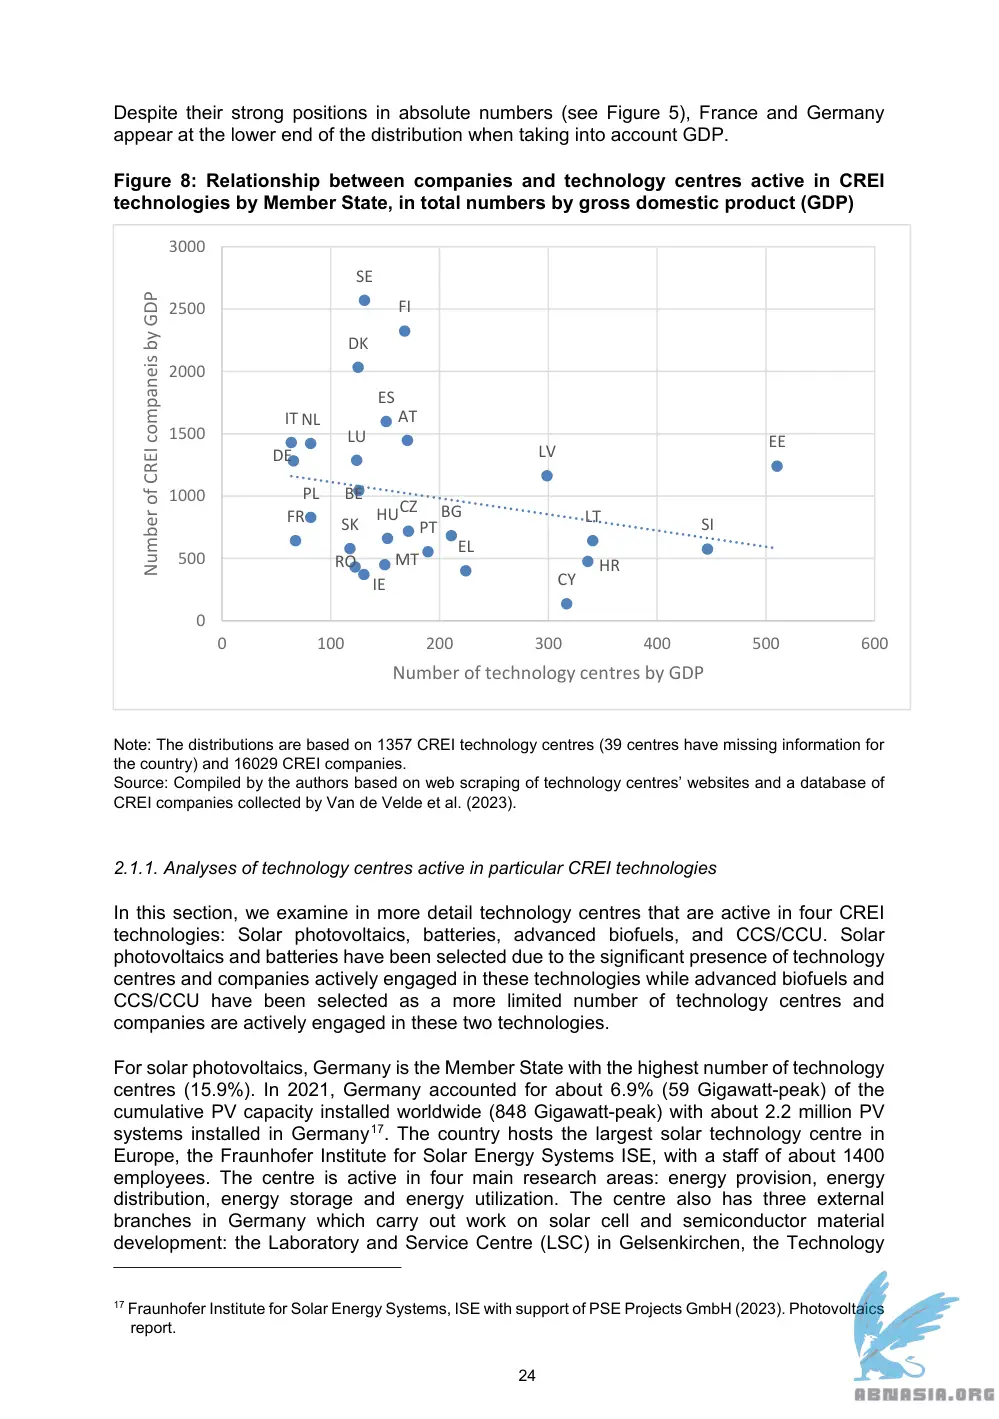 Despite their strong positions in absolute numbers (see Figure 5), France and Germany
appear at the lower end of the distribution when taking into account GDP.
Figure 8: Relationship between companies and technology centres active in CREI
technologies by Member State, in total numbers by gross domestic product (GDP)
Number of CREI companeis by GDP
3000
2500
2000
1500
1000
500
0
SE
FI
DK
ES
AT
IT NL
LU
DE
LV
EE
PL
BE
FR
SK
HU
CZ
PT
BG
EL
LT
SI
RO
MT
IE
HR
CY
0 100 200 300 400 500 600
Number of technology centres by GDP
Note: The distributions are based on 1357 CREI technology centres (39 centres have missing information for
the country) and 16029 CREI companies.
Source: Compiled by the authors based on web scraping of technology centres’ websites and a database of
CREI companies collected by Van de Velde et al. (2023).
2.1.1. Analyses of technology centres active in particular CREI technologies
In this section, we examine in more detail technology centres that are active in four CREI
technologies: Solar photovoltaics, batteries, advanced biofuels, and CCS/CCU. Solar
photovoltaics and batteries have been selected due to the significant presence of technology
centres and companies actively engaged in these technologies while advanced biofuels and
CCS/CCU have been selected as a more limited number of technology centres and
companies are actively engaged in these two technologies.
For solar photovoltaics, Germany is the Member State with the highest number of technology
centres (15.9%). In 2021, Germany accounted for about 6.9% (59 Gigawatt-peak) of the
cumulative PV capacity installed worldwide (848 Gigawatt-peak) with about 2.2 million PV
systems installed in Germany17. The country hosts the largest solar technology centre in
Europe, the Fraunhofer Institute for Solar Energy Systems ISE, with a staff of about 1400
employees. The centre is active in four main research areas: energy provision, energy
distribution, energy storage and energy utilization. The centre also has three external
branches in Germany which carry out work on solar cell and semiconductor material
development: the Laboratory and Service Centre (LSC) in Gelsenkirchen, the Technology
17 Fraunhofer Institute for Solar Energy Systems, ISE with support of PSE Projects GmbH (2023). Photovoltaics
report.
24
ABNASIA.ORG